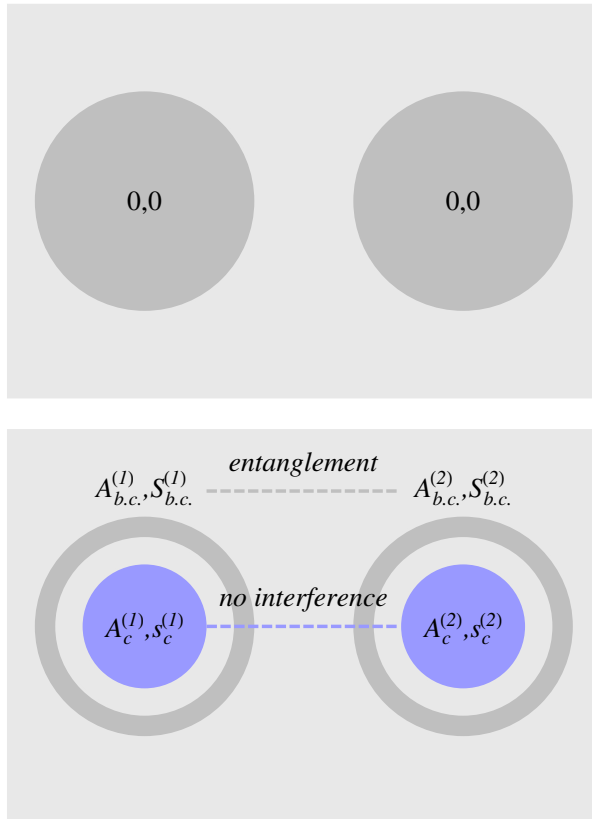 0,0 0,0
entanglement
A_{b.c.}^{(1)},S_{b.c.}^{(1)} A_{b.c.}^{(2)},S_{b.c.}^{(2)}
no interference
A_c^{(1)},s_c^{(1)} A_c^{(2)},s_c^{(2)}